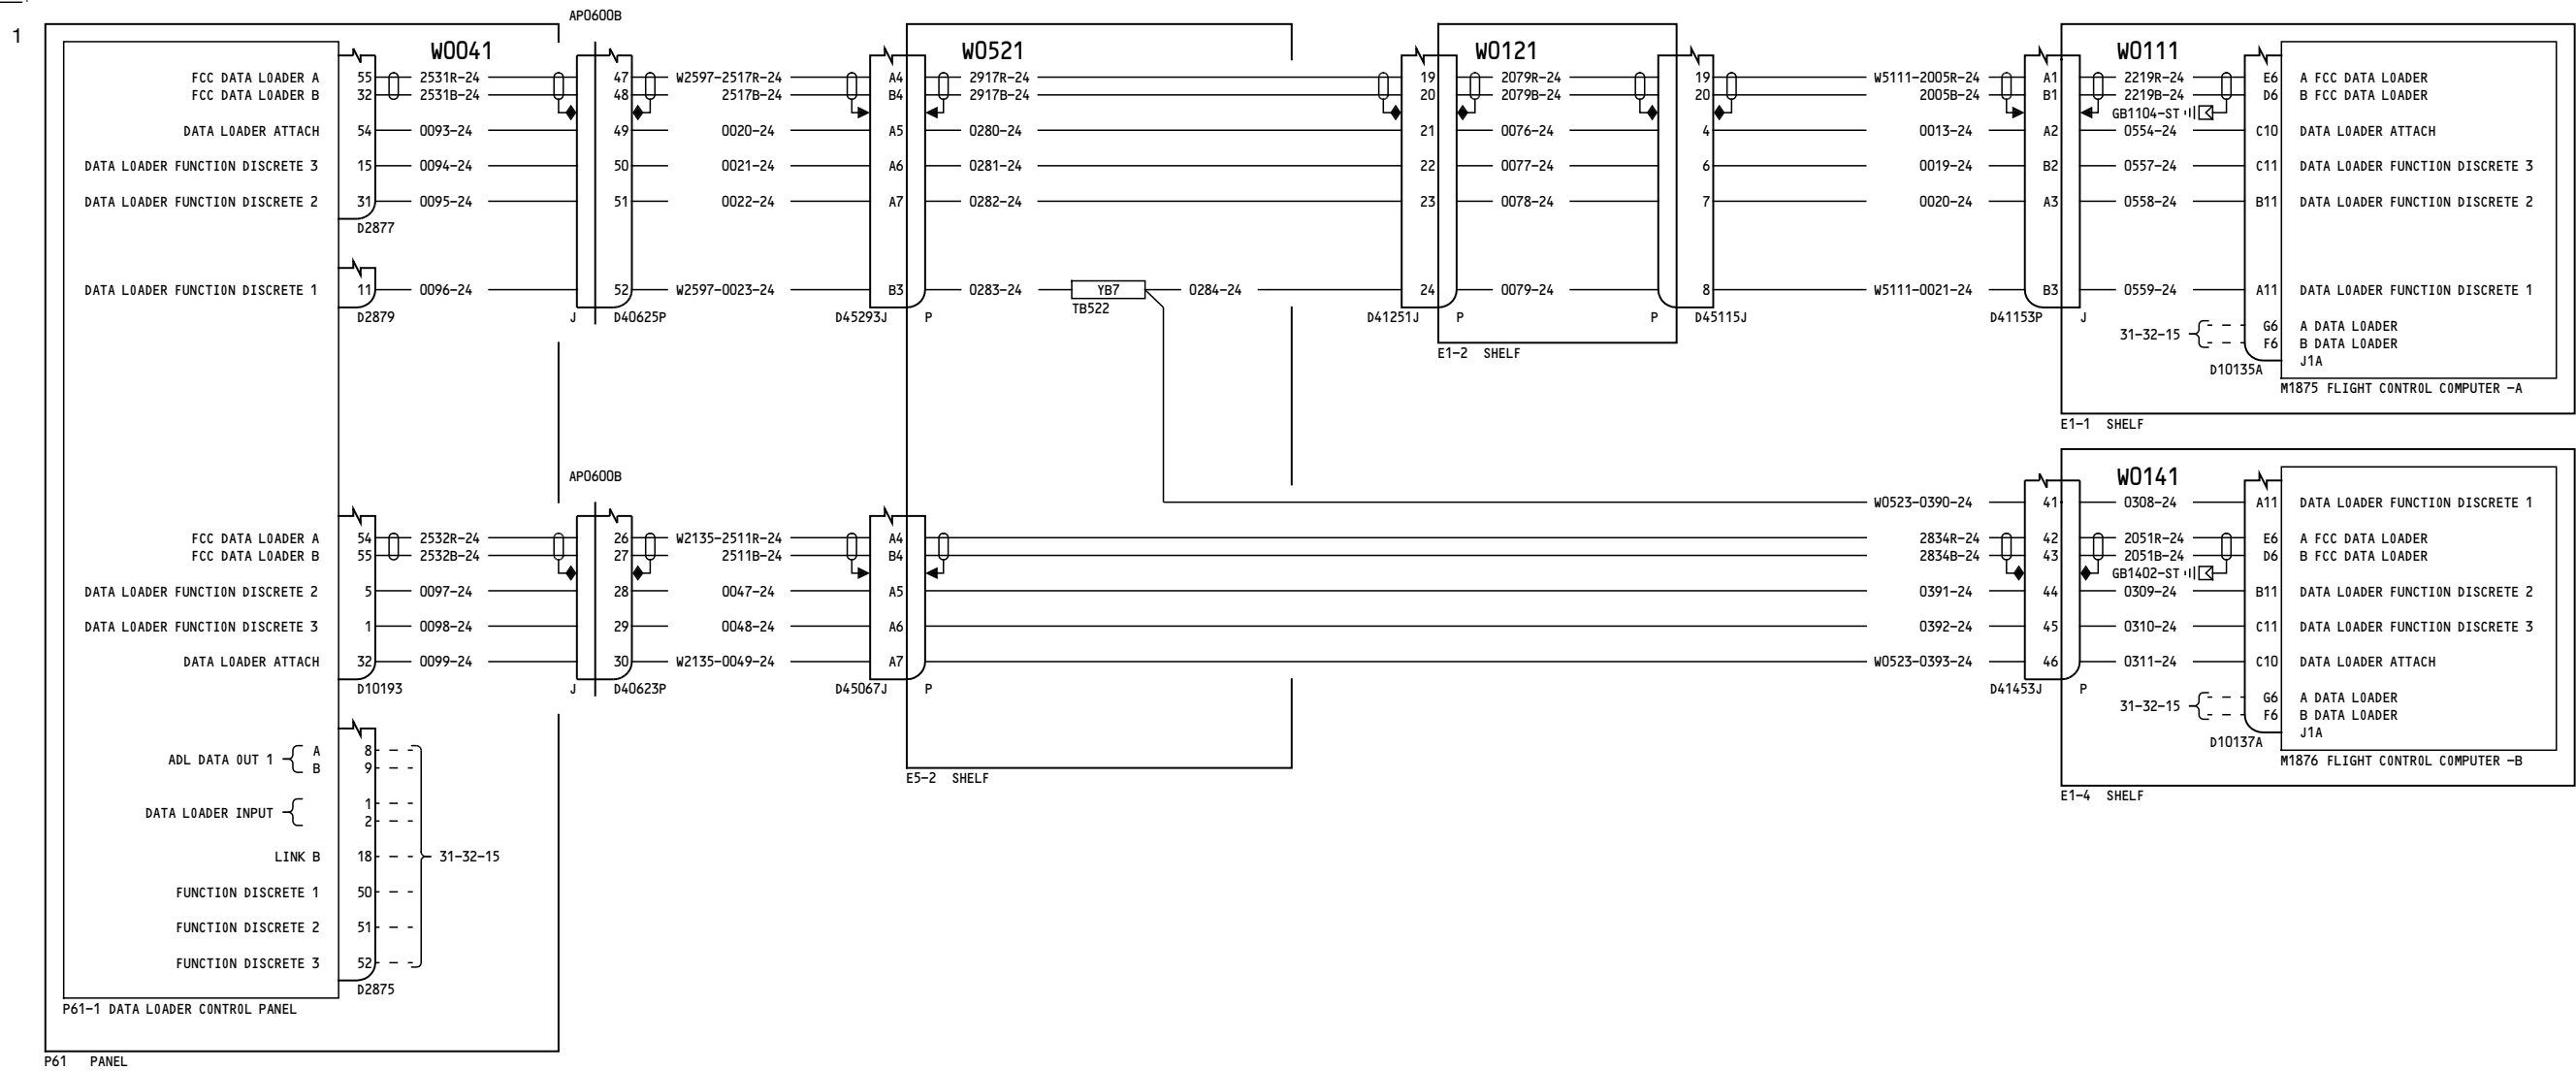 1
AP0600B
W0041 W0521 W0121 W0111
FCC DATA LOADER A 55 2531R-24 47 W2597-2517R-24 A4 2917R-24 19 2079R-24 19 W5111-2005R-24 A1 2219R-24 E6 A FCC DATA LOADER
FCC DATA LOADER B 32 2531B-24 48 2517B-24 B4 2917B-24 20 2079B-24 20 2005B-24 B1 2219B-24 D6 B FCC DATA LOADER
GB1104-ST
DATA LOADER ATTACH 54 0093-24 49 0020-24 A5 0280-24 21 0076-24 4 0013-24 A2 0554-24 C10 DATA LOADER ATTACH
DATA LOADER FUNCTION DISCRETE 3 15 0094-24 50 0021-24 A6 0281-24 22 0077-24 6 0019-24 B2 0557-24 C11 DATA LOADER FUNCTION DISCRETE 3
DATA LOADER FUNCTION DISCRETE 2 31 0095-24 51 0022-24 A7 0282-24 23 0078-24 7 0020-24 A3 0558-24 B11 DATA LOADER FUNCTION DISCRETE 2
D2877
DATA LOADER FUNCTION DISCRETE 1 11 0096-24 52 W2597-0023-24 B3 0283-24 YB7 0284-24 24 0079-24 8 W5111-0021-24 B3 0559-24 A11 DATA LOADER FUNCTION DISCRETE 1
TB522
D2879 J D40625P D45293J P D41251J P P D45115J D41153P J
31-32-15 G6 A DATA LOADER
F6 B DATA LOADER
E1-2 SHELF
J1A
D10135A
M1875 FLIGHT CONTROL COMPUTER -A
E1-1 SHELF
AP0600B
W0141
W0523-0390-24 41 0308-24 A11 DATA LOADER FUNCTION DISCRETE 1
FCC DATA LOADER A 54 2532R-24 26 W2135-2511R-24 A4 2834R-24 42 2051R-24 E6 A FCC DATA LOADER
FCC DATA LOADER B 55 2532B-24 27 2511B-24 B4 2834B-24 43 2051B-24 D6 B FCC DATA LOADER
GB1402-ST
DATA LOADER FUNCTION DISCRETE 2 5 0097-24 28 0047-24 A5 0391-24 44 0309-24 B11 DATA LOADER FUNCTION DISCRETE 2
DATA LOADER FUNCTION DISCRETE 3 1 0098-24 29 0048-24 A6 0392-24 45 0310-24 C11 DATA LOADER FUNCTION DISCRETE 3
DATA LOADER ATTACH 32 0099-24 30 W2135-0049-24 A7 W0523-0393-24 46 0311-24 C10 DATA LOADER ATTACH
D10193 J D40623P D45067J P D41453J P
31-32-15 G6 A DATA LOADER
F6 B DATA LOADER
J1A
D10137A
M1876 FLIGHT CONTROL COMPUTER -B
E1-4 SHELF
ADL DATA OUT 1 A 8
B 9
E5-2 SHELF
DATA LOADER INPUT 1
2
LINK B 18 31-32-15
FUNCTION DISCRETE 1 50
FUNCTION DISCRETE 2 51
FUNCTION DISCRETE 3 52
D2875
P61-1 DATA LOADER CONTROL PANEL
P61 PANEL